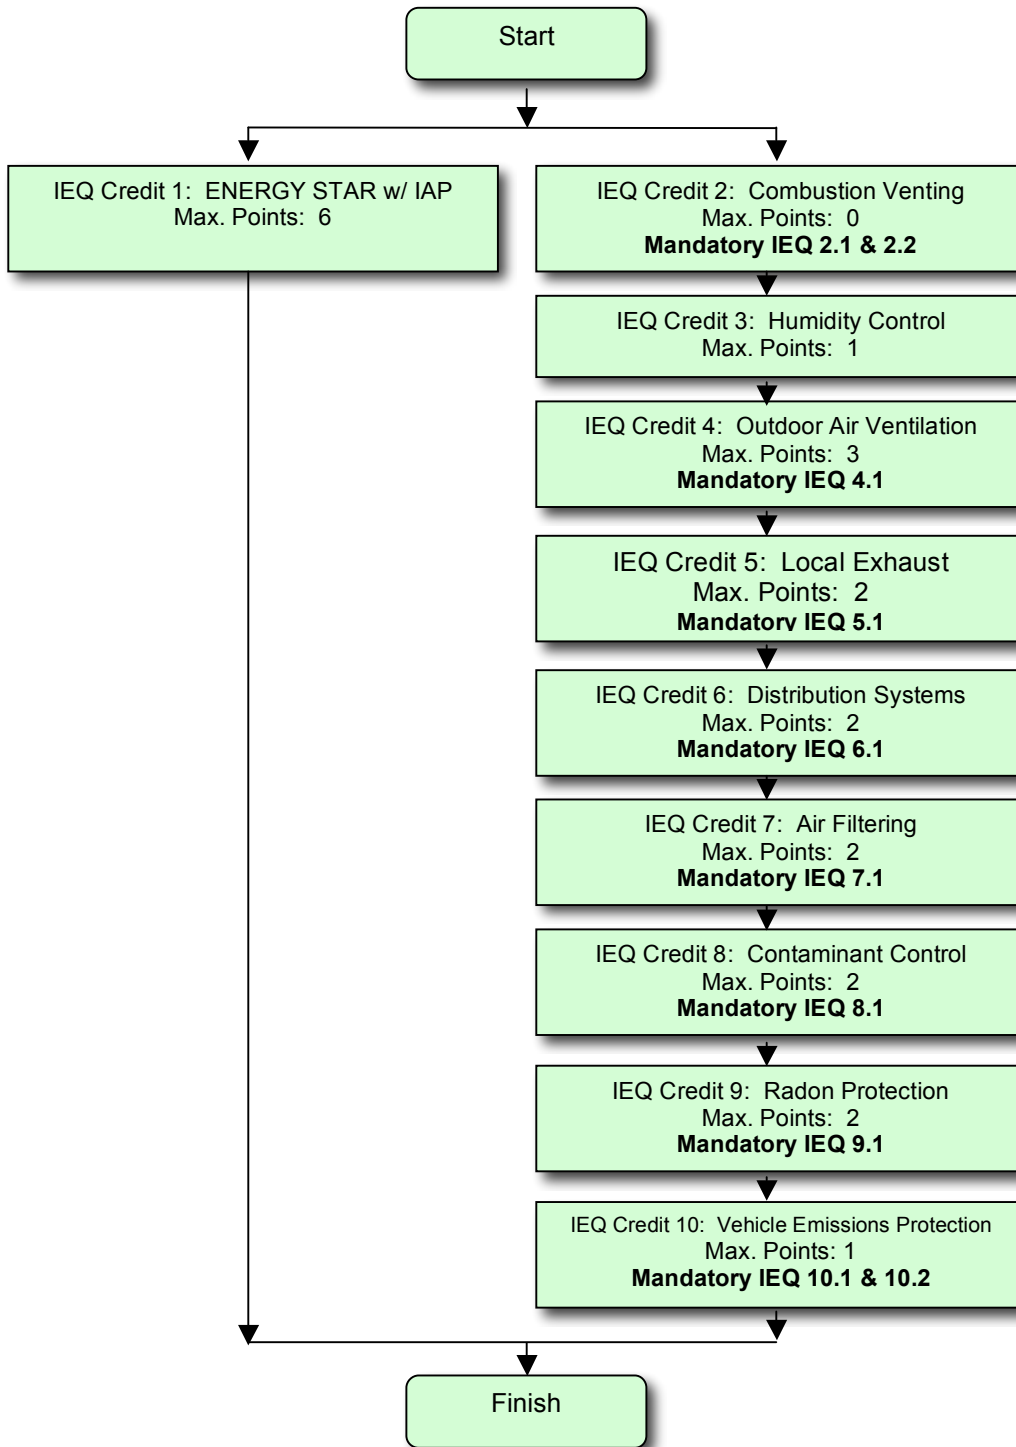 Start
IEQ Credit 1: ENERGY STAR w/ IAP
Max. Points: 6
IEQ Credit 2: Combustion Venting
Max. Points: 0
Mandatory IEQ 2.1 & 2.2
IEQ Credit 3: Humidity Control
Max. Points: 1
IEQ Credit 4: Outdoor Air Ventilation
Max. Points: 3
Mandatory IEQ 4.1
IEQ Credit 5: Local Exhaust
Max. Points: 2
Mandatory IEQ 5.1
IEQ Credit 6: Distribution Systems
Max. Points: 2
Mandatory IEQ 6.1
IEQ Credit 7: Air Filtering
Max. Points: 2
Mandatory IEQ 7.1
IEQ Credit 8: Contaminant Control
Max. Points: 2
Mandatory IEQ 8.1
IEQ Credit 9: Radon Protection
Max. Points: 2
Mandatory IEQ 9.1
IEQ Credit 10: Vehicle Emissions Protection
Max. Points: 1
Mandatory IEQ 10.1 & 10.2
Finish